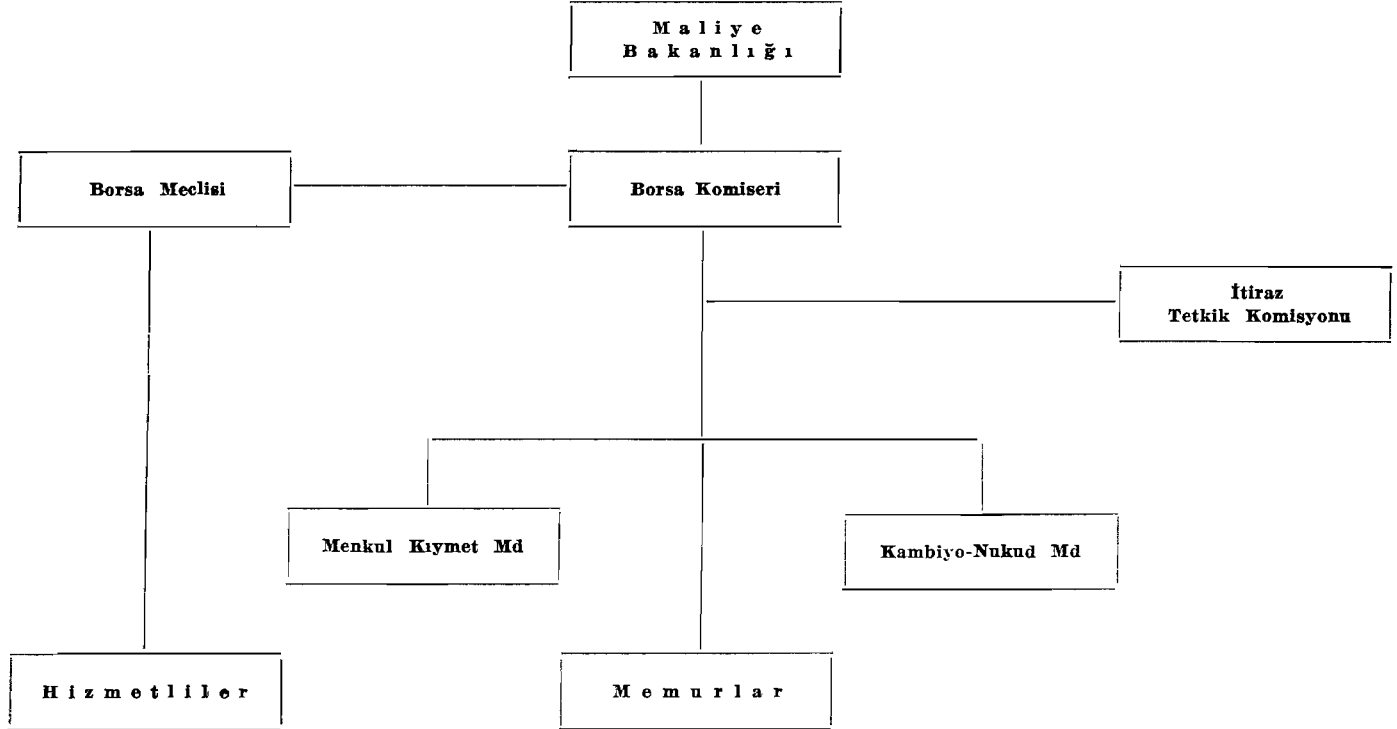 Maliye
Bakanlığı
Borsa Meclisi
Borsa Komiseri
İtiraz
Tetkik Komisyonu
Menkul Kıymet Md
Kambiyo-Nukud Md
Hizmetliler
Memurlar